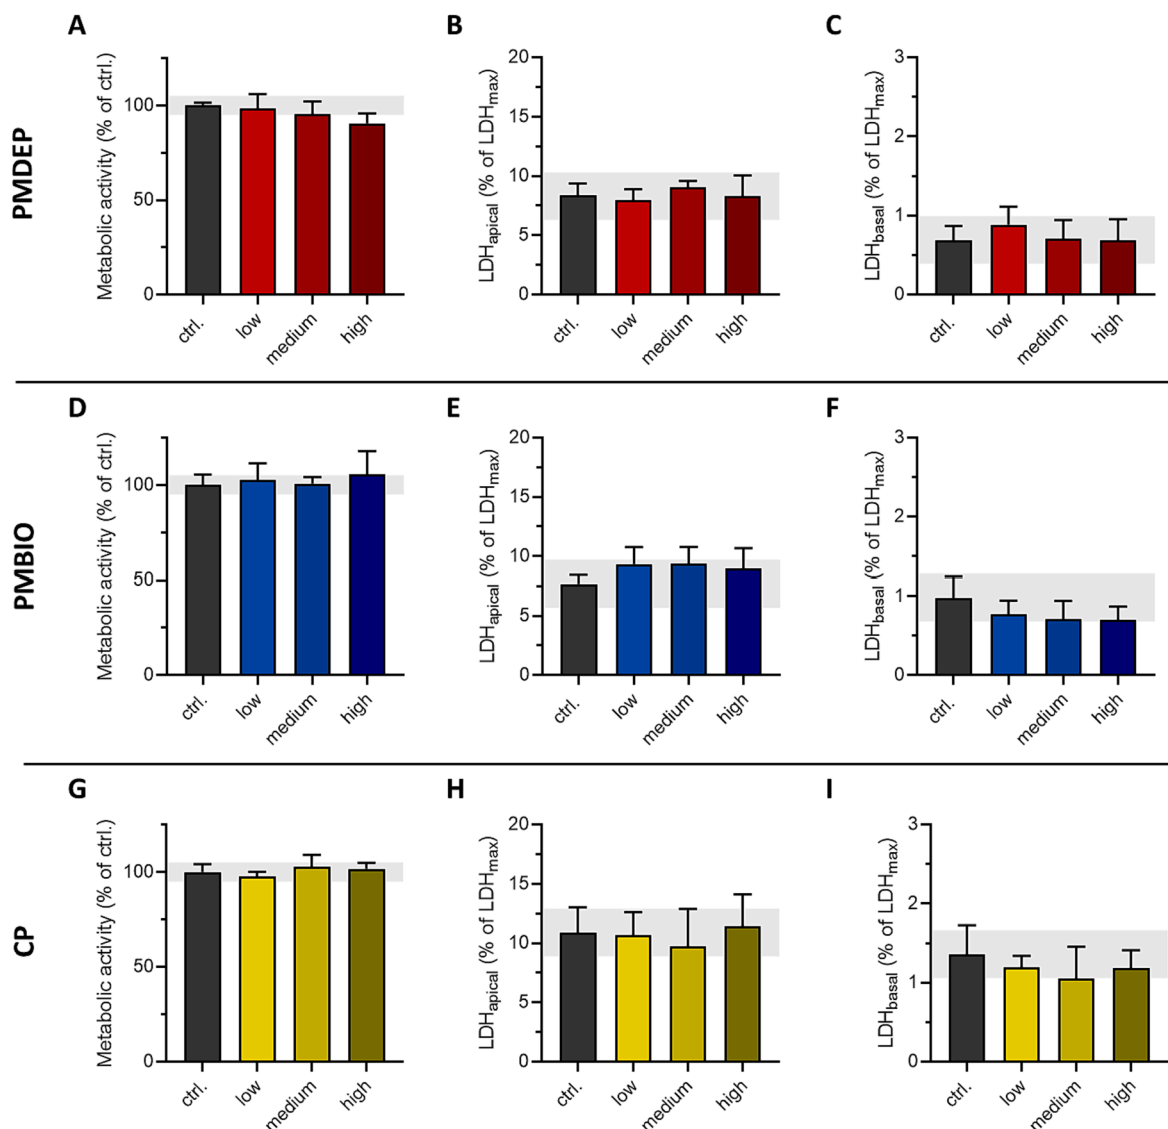 A
B
C
PMDEP
Metabolic activity (% of ctrl.)
100
50
0
ctrl.
low
medium
high
LDHapical (% of LDHmax)
20
15
10
5
0
ctrl.
low
medium
high
LDHbasal (% of LDHmax)
3
2
1
0
ctrl.
low
medium
high
D
E
F
PMBIO
Metabolic activity (% of ctrl.)
100
50
0
ctrl.
low
medium
high
LDHapical (% of LDHmax)
20
15
10
5
0
ctrl.
low
medium
high
LDHbasal (% of LDHmax)
3
2
1
0
ctrl.
low
medium
high
G
H
I
CP
Metabolic activity (% of ctrl.)
100
50
0
ctrl.
low
medium
high
LDHapical (% of LDHmax)
20
15
10
5
0
ctrl.
low
medium
high
LDHbasal (% of LDHmax)
3
2
1
0
ctrl.
low
medium
high